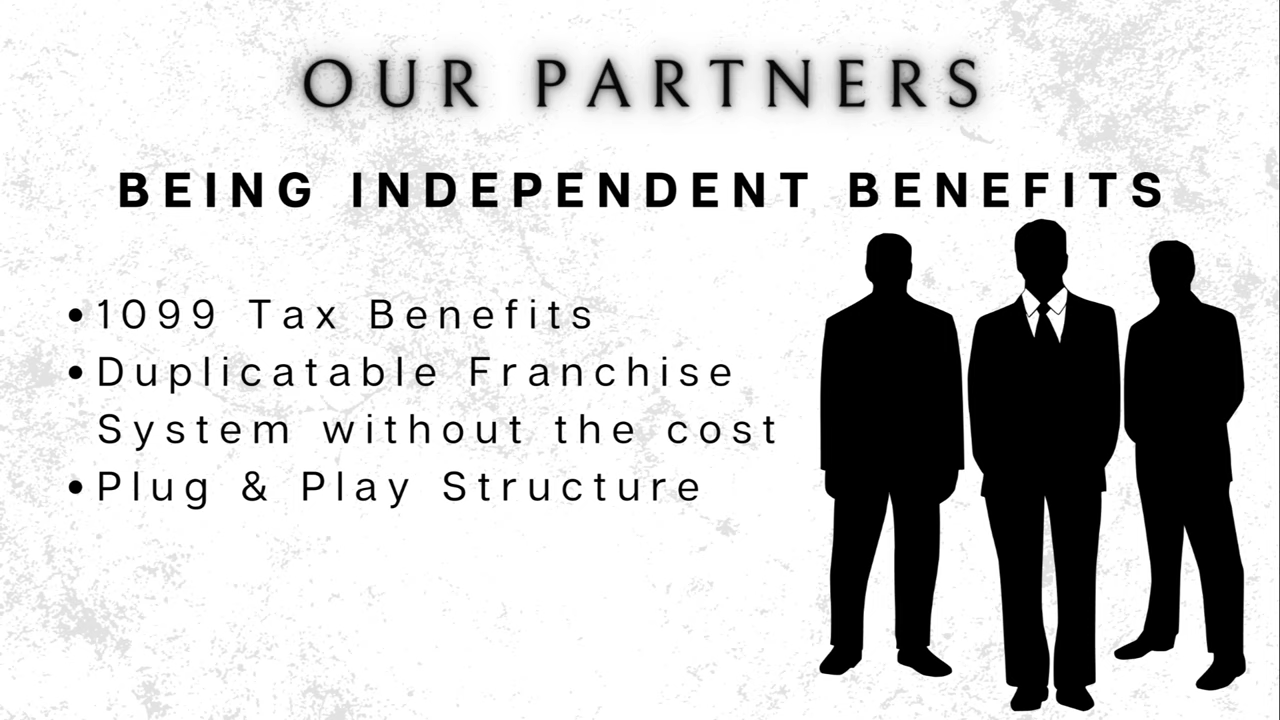 OUR PARTNERS
BEING INDEPENDENT BENEFITS
•1099 Tax Benefits
•Duplicatable Franchise
System without the cost
•Plug & Play Structure